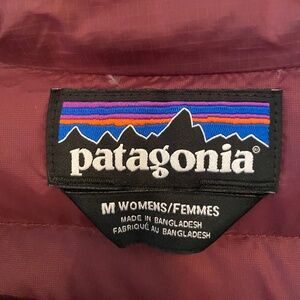 patagonia®
M WOMENS/FEMMES
MADE IN BANGLADESH
FABRIQUÉ AU BANGLADESH